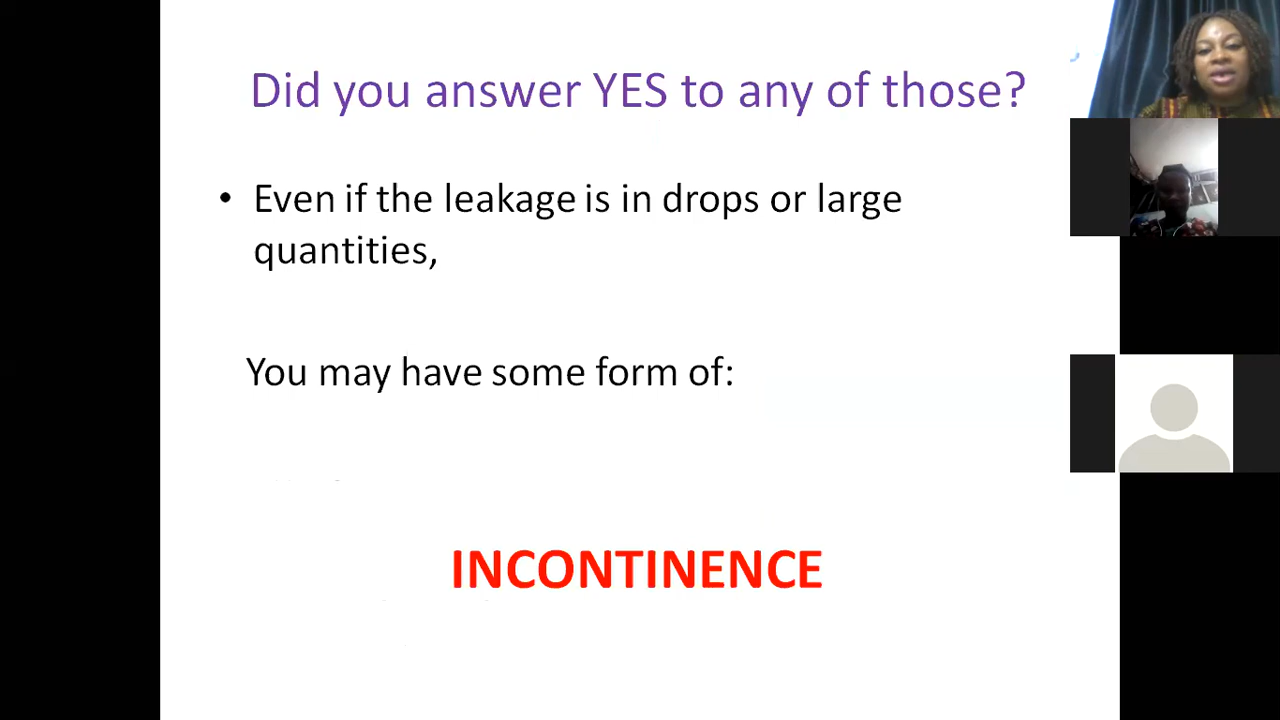 Did you answer YES to any of those?
• Even if the leakage is in drops or large
quantities,
You may have some form of:
INCONTINENCE